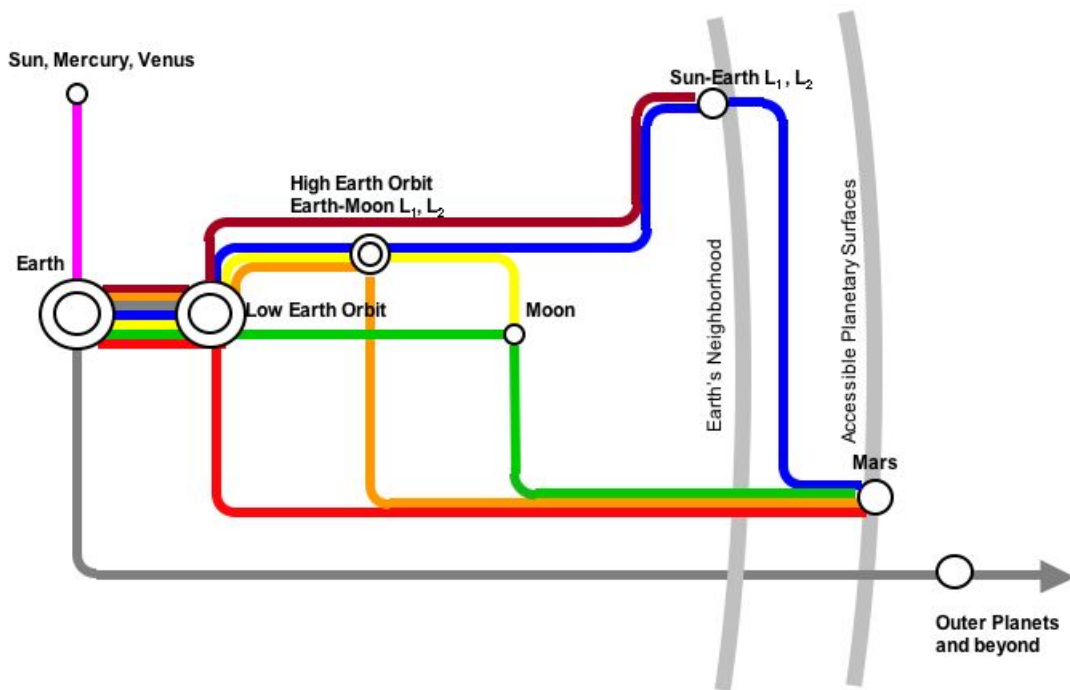 Sun, Mercury, Venus
Sun-Earth L₁, L₂
High Earth Orbit
Earth-Moon L₁, L₂
Earth
Low Earth Orbit
Moon
Earth's Neighborhood
Accessible Planetary Surfaces
Mars
Outer Planets
and beyond